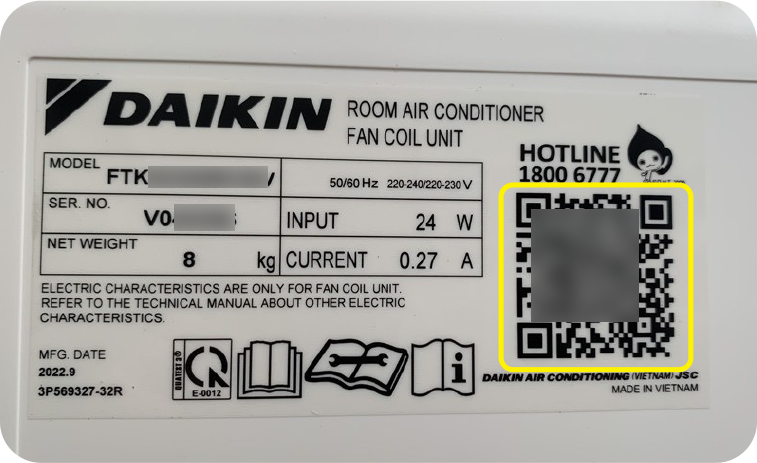 DAIKIN
ROOM AIR CONDITIONER
FAN COIL UNIT
HOTLINE
1800 6777
MODEL FTK
50/60 Hz 220-240/220-230 V
SER. NO. V0
INPUT 24 W
NET WEIGHT 8 kg
CURRENT 0.27 A
ELECTRIC CHARACTERISTICS ARE ONLY FOR FAN COIL UNIT.
REFER TO THE TECHNICAL MANUAL ABOUT OTHER ELECTRIC
CHARACTERISTICS.
MFG. DATE
2022.9
3P569327-32R
QUATEST 3®
E-0012
DAIKIN AIR CONDITIONING (VIETNAM) JSC
MADE IN VIETNAM